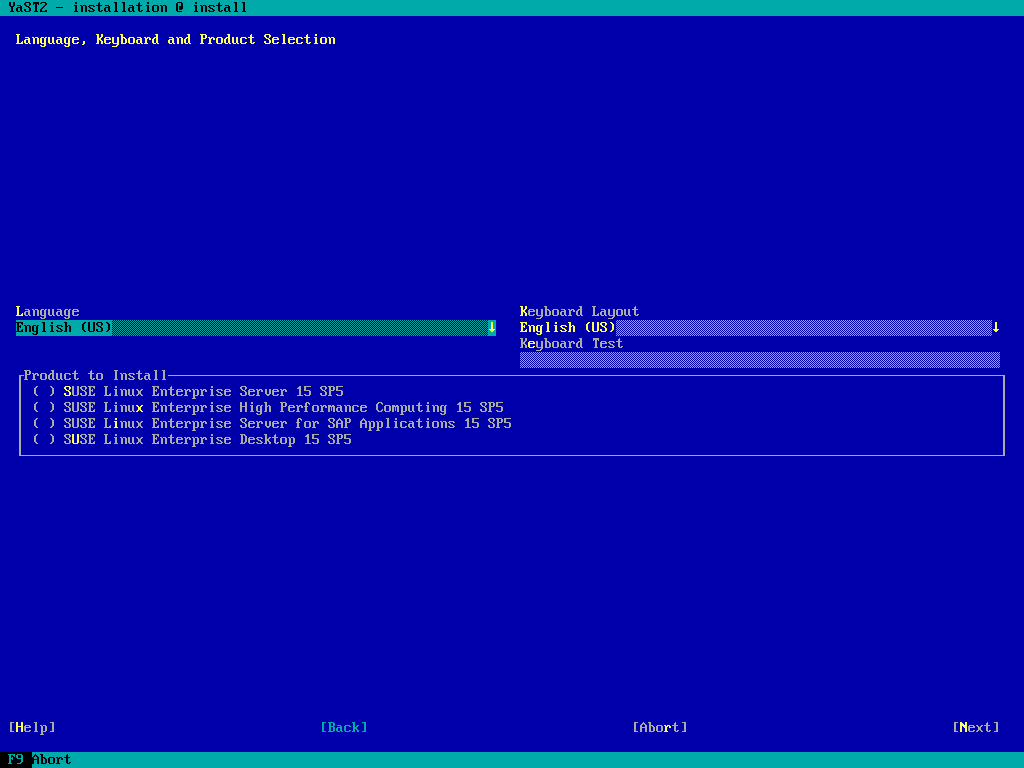 YaST2 - installation @ install
Language, Keyboard and Product Selection
Language
English (US)↓
Keyboard Layout
English (US)↓
Keyboard Test
Product to Install
( ) SUSE Linux Enterprise Server 15 SP5
( ) SUSE Linux Enterprise High Performance Computing 15 SP5
( ) SUSE Linux Enterprise Server for SAP Applications 15 SP5
( ) SUSE Linux Enterprise Desktop 15 SP5
[Help] [Back] [Abort] [Next]
F9 Abort